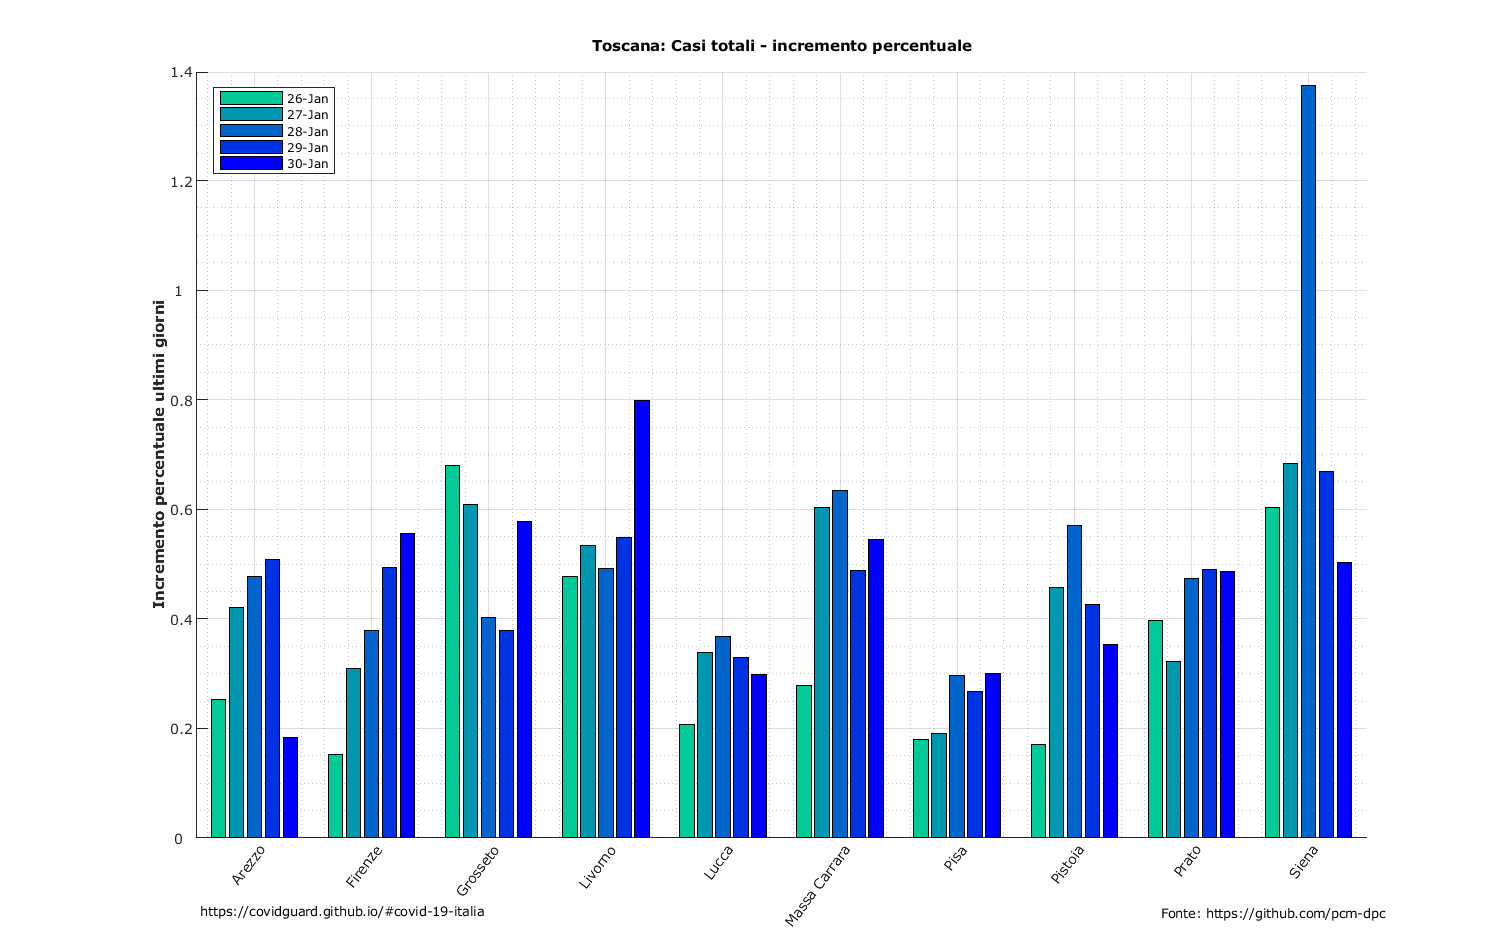 Toscana: Casi totali - incremento percentuale
26-Jan
27-Jan
28-Jan
29-Jan
30-Jan
Incremento percentuale ultimi giorni
1.4
1.2
1
0.8
0.6
0.4
0.2
0
Arezzo
Firenze
Grosseto
Livorno
Lucca
Massa Carrara
Pisa
Pistoia
Prato
Siena
https://covidguard.github.io/#covid-19-italia
Fonte: https://github.com/pcm-dpc